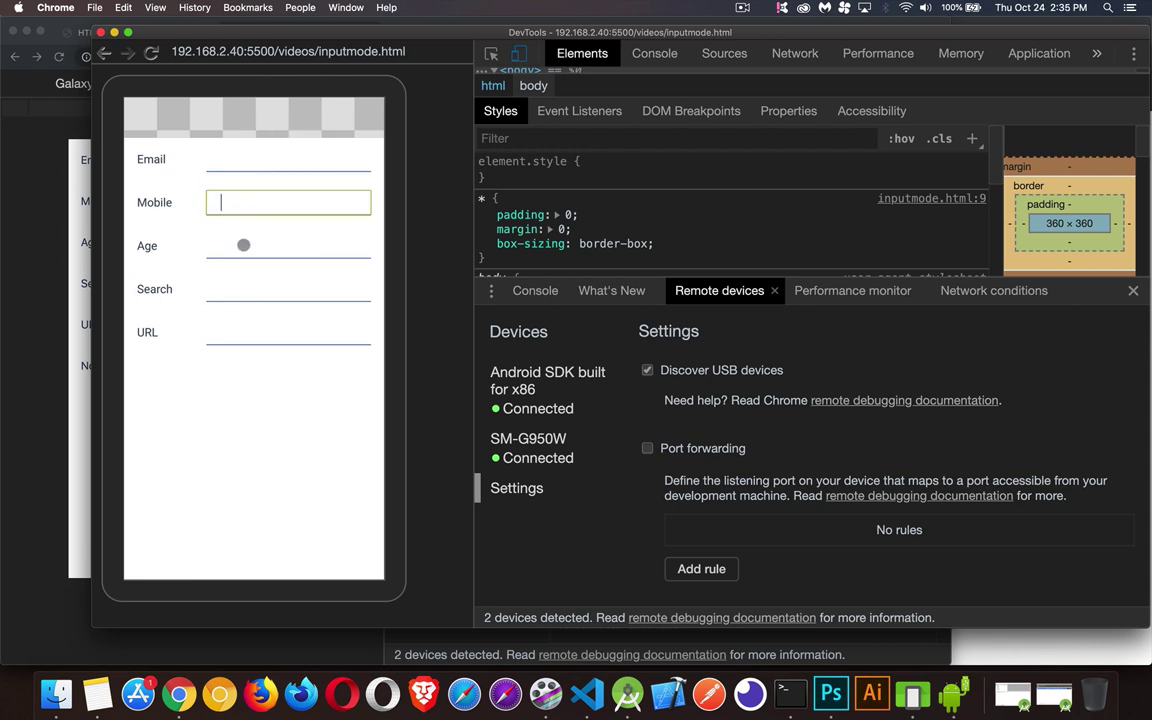 Chrome File Edit View History Bookmarks People Window Help 100% Thu Oct 24 2:35 PM
DevTools - 192.168.2.40:5500/videos/inputmode.html
192.168.2.40:5500/videos/inputmode.html
Elements Console Sources Network Performance Memory Application »
<body> == $0
html body
Galaxy
Styles Event Listeners DOM Breakpoints Properties Accessibility
Filter :hov .cls +
element.style {
}
* { inputmode.html:9
padding: 0;
margin: 0;
box-sizing: border-box;
}
margin -
border -
padding -
360 × 360
Email
Mobile
Age
Search
URL
Console What's New Remote devices Performance monitor Network conditions
Devices
Android SDK built
for x86
Connected
SM-G950W
Connected
Settings
Settings
Discover USB devices
Need help? Read Chrome remote debugging documentation.
Port forwarding
Define the listening port on your device that maps to a port accessible from your
development machine. Read remote debugging documentation for more.
No rules
Add rule
2 devices detected. Read remote debugging documentation for more information.
2 devices detected. Read remote debugging documentation for more information.
1
Ps
Ai